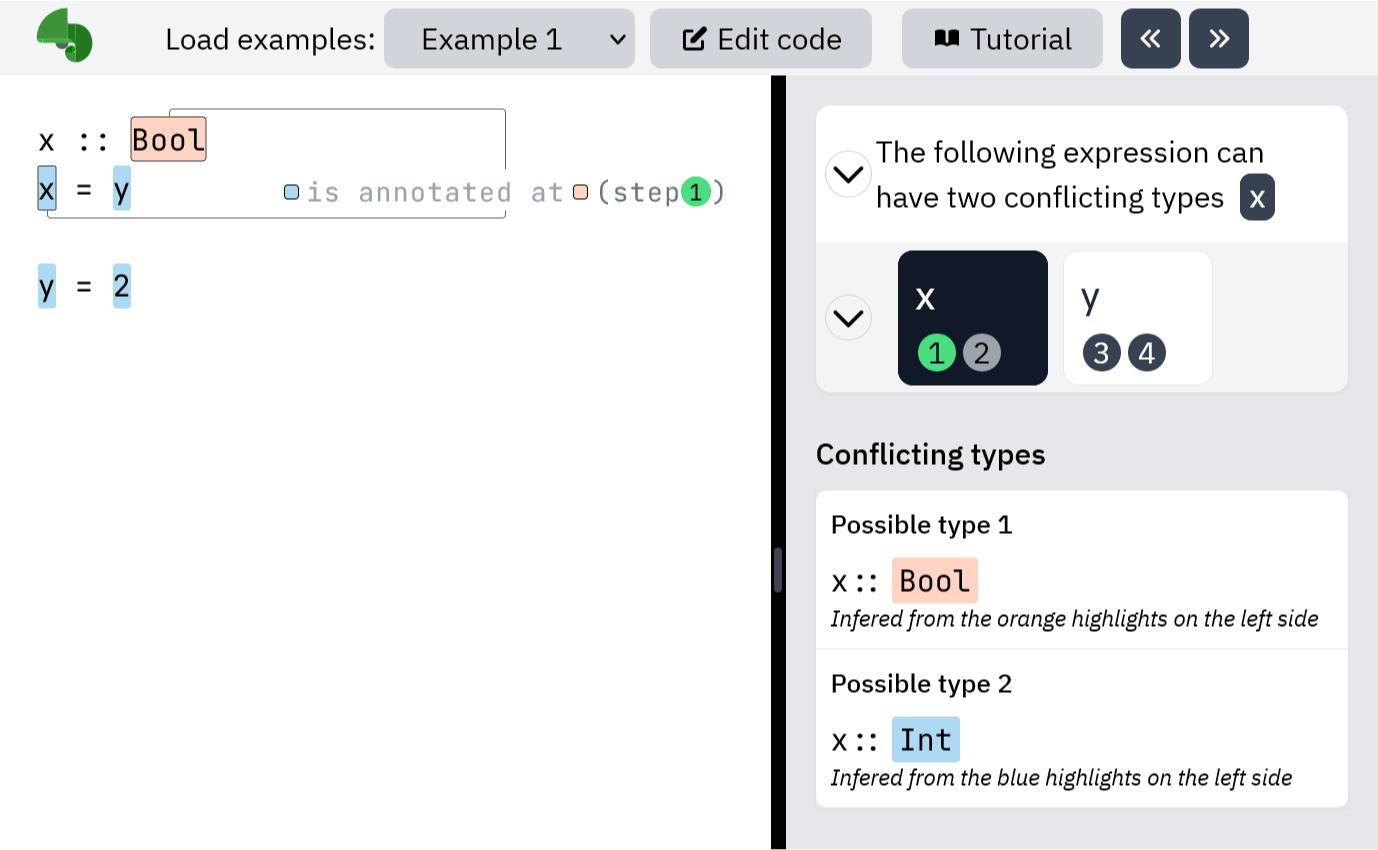 Load examples: Example 1 Edit code Tutorial « »
x :: Bool
x = y is annotated at (step 1)
y = 2
The following expression can
have two conflicting types x
x y
1 2 3 4
Conflicting types
Possible type 1
x :: Bool
Infered from the orange highlights on the left side
Possible type 2
x :: Int
Infered from the blue highlights on the left side